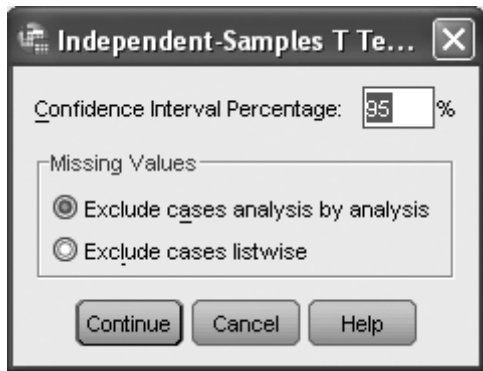 Independent-Samples T Te...
Confidence Interval Percentage: 95 %
Missing Values
Exclude cases analysis by analysis
Exclude cases listwise
Continue Cancel Help